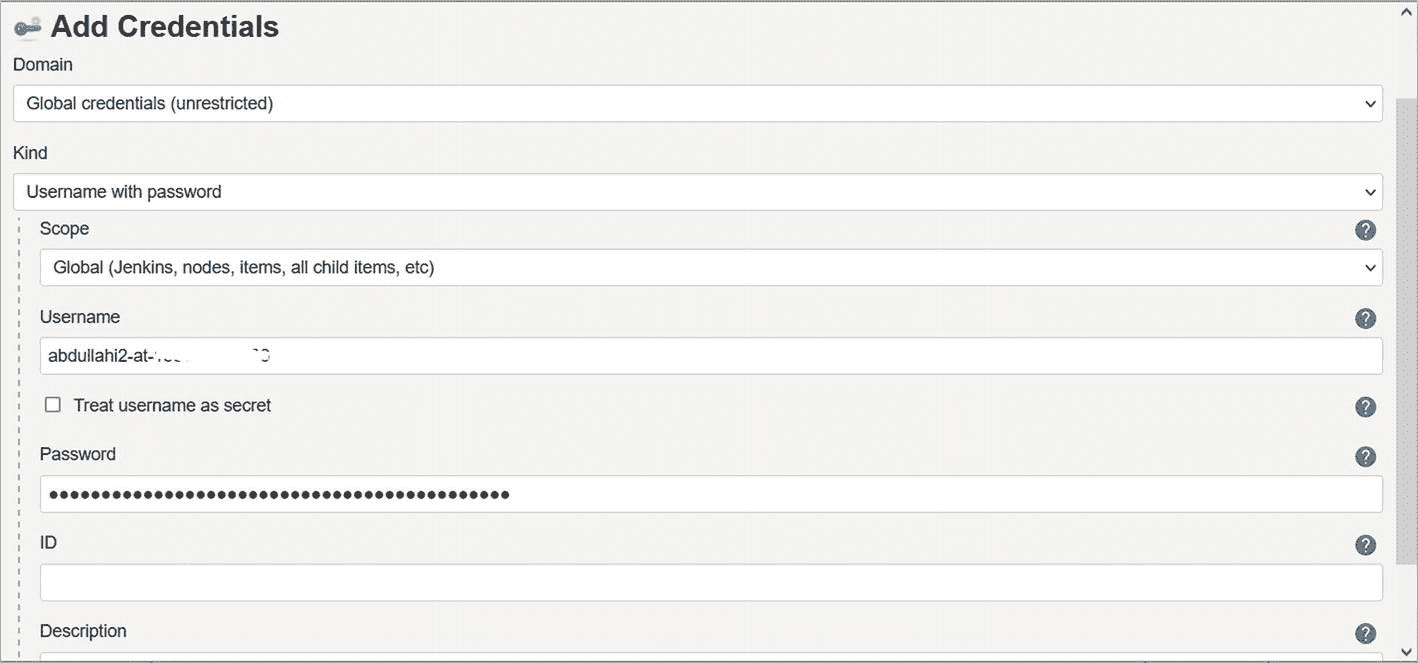 Add Credentials
Domain
Global credentials (unrestricted)
Kind
Username with password
Scope
Global (Jenkins, nodes, items, all child items, etc)
Username
abdullahi2-at-
Treat username as secret
Password
ID
Description